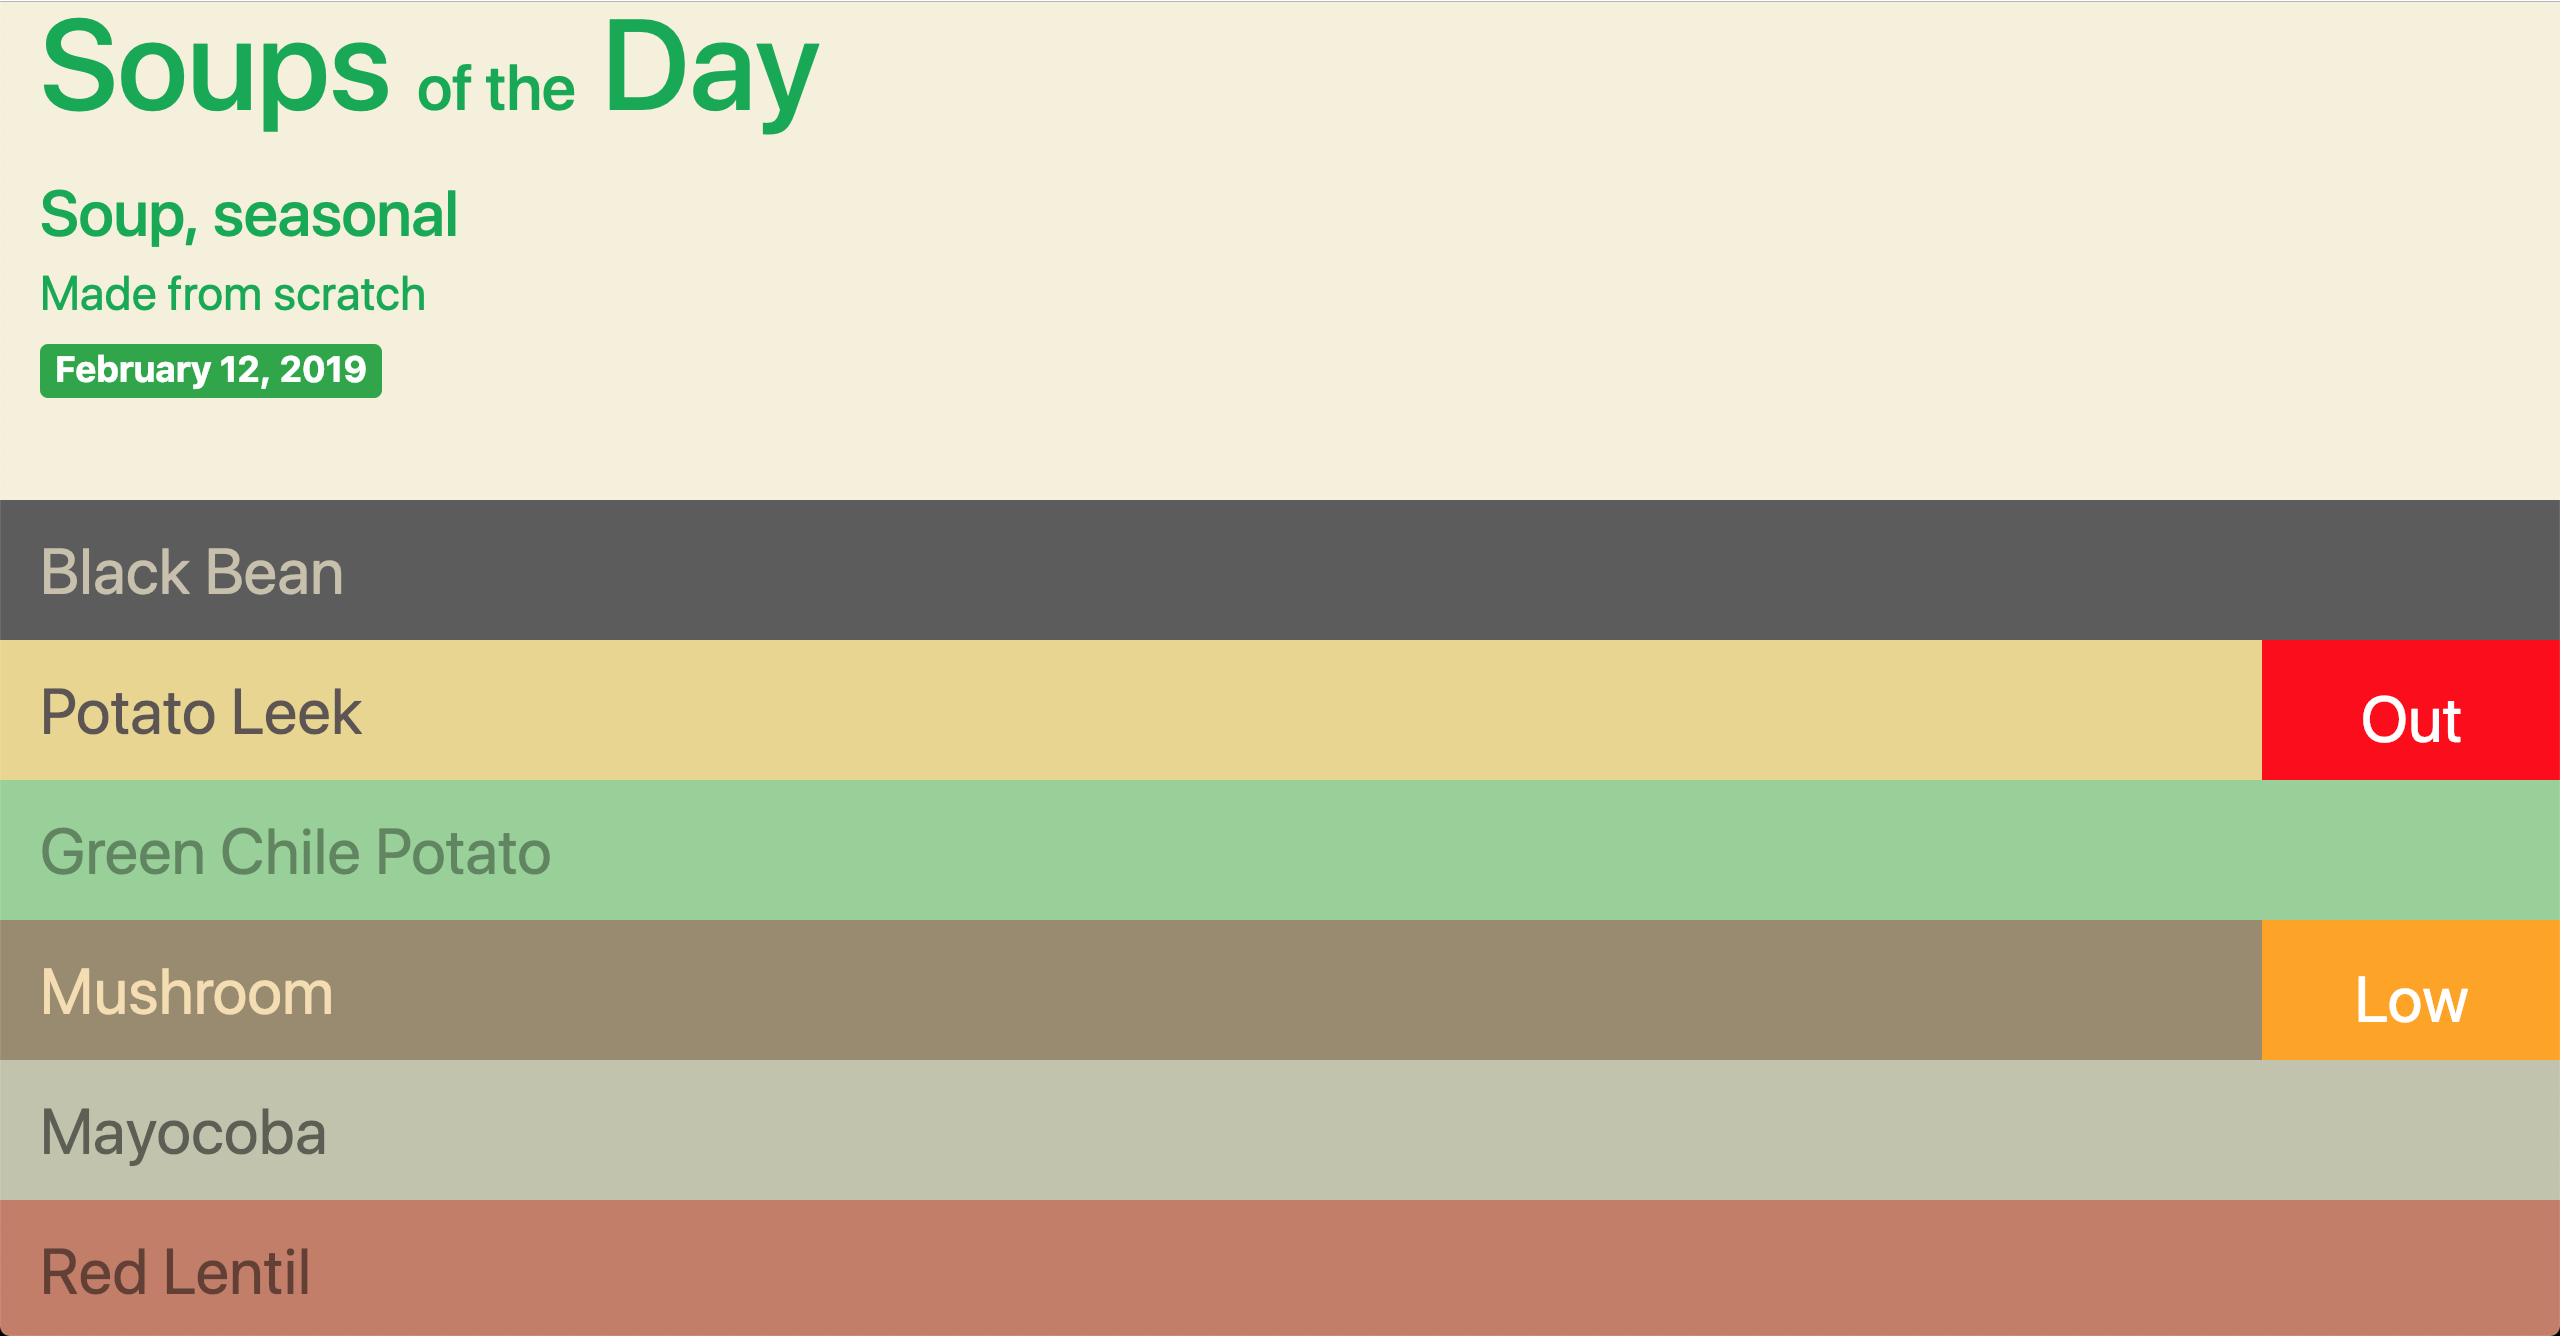 Soups of the Day
Soup, seasonal
Made from scratch
February 12, 2019
Black Bean
Potato Leek Out
Green Chile Potato
Mushroom Low
Mayocoba
Red Lentil